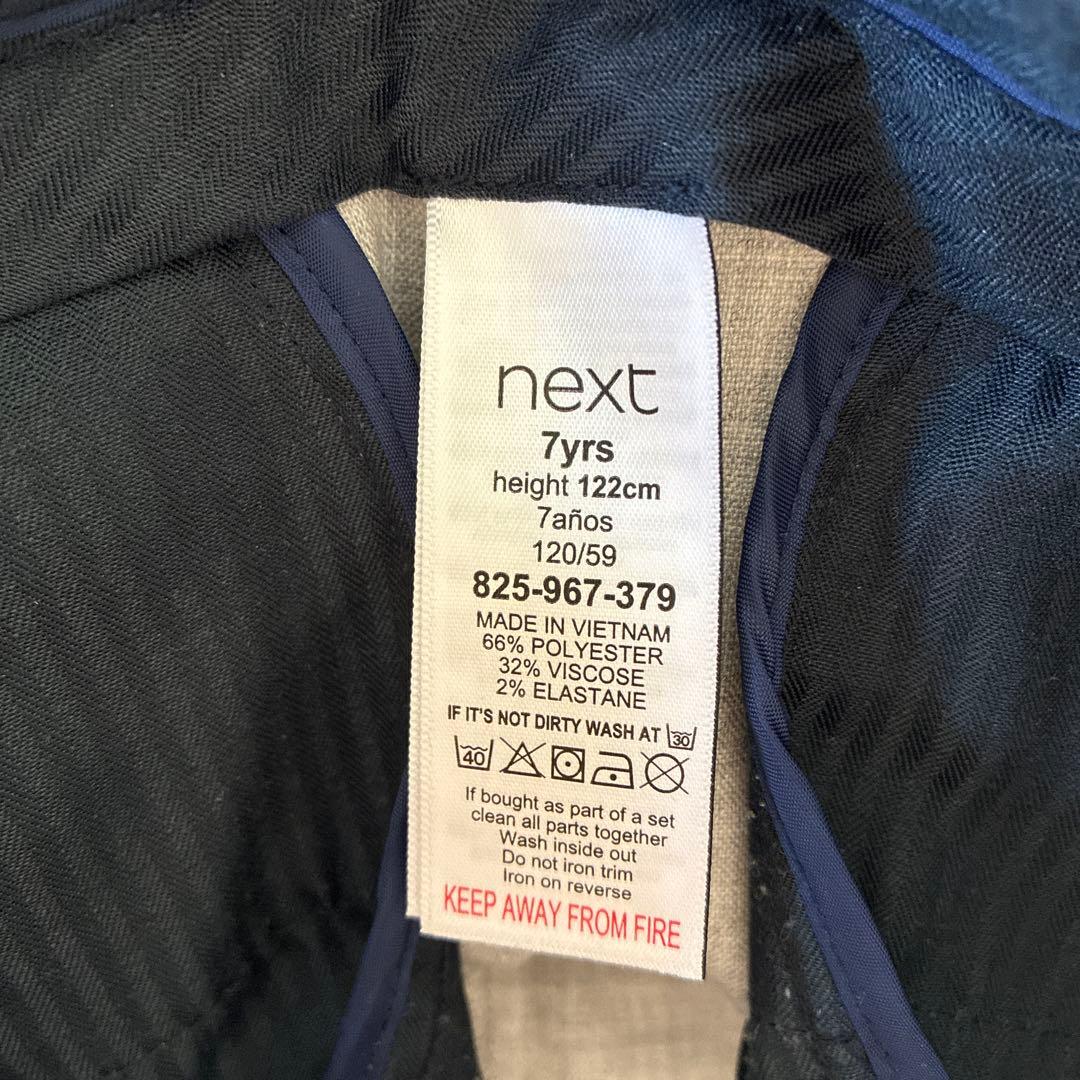 next
7yrs
height 122cm
7años
120/59
825-967-379
MADE IN VIETNAM
66% POLYESTER
32% VISCOSE
2% ELASTANE
IF IT'S NOT DIRTY WASH AT 30
40
If bought as part of a set
clean all parts together
Wash inside out
Do not iron trim
Iron on reverse
KEEP AWAY FROM FIRE